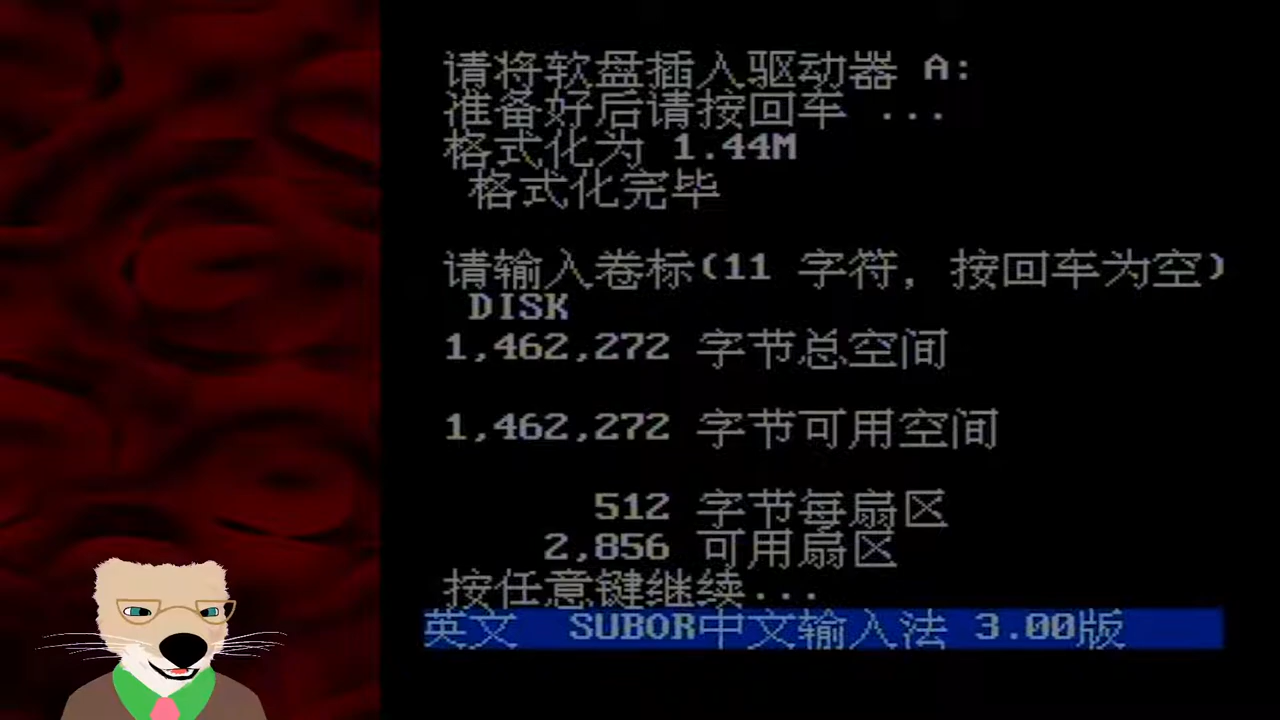 请将软盘插入驱动器 A:
准备好后请按回车 ...
格式化为 1.44M
格式化完毕
请输入卷标(11 字符, 按回车为空)
DISK
1,462,272 字节总空间
1,462,272 字节可用空间
512 字节每扇区
2,856 可用扇区
按任意键继续...
英文 SUBOR中文输入法 3.00版